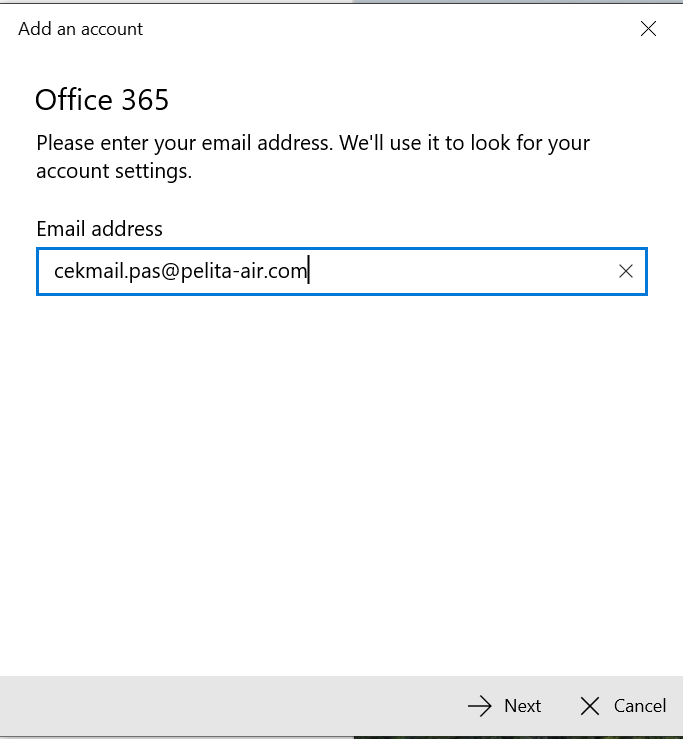 Add an account
Office 365
Please enter your email address. We'll use it to look for your
account settings.
Email address
cekmail.pas@pelita-air.com
Next
Cancel